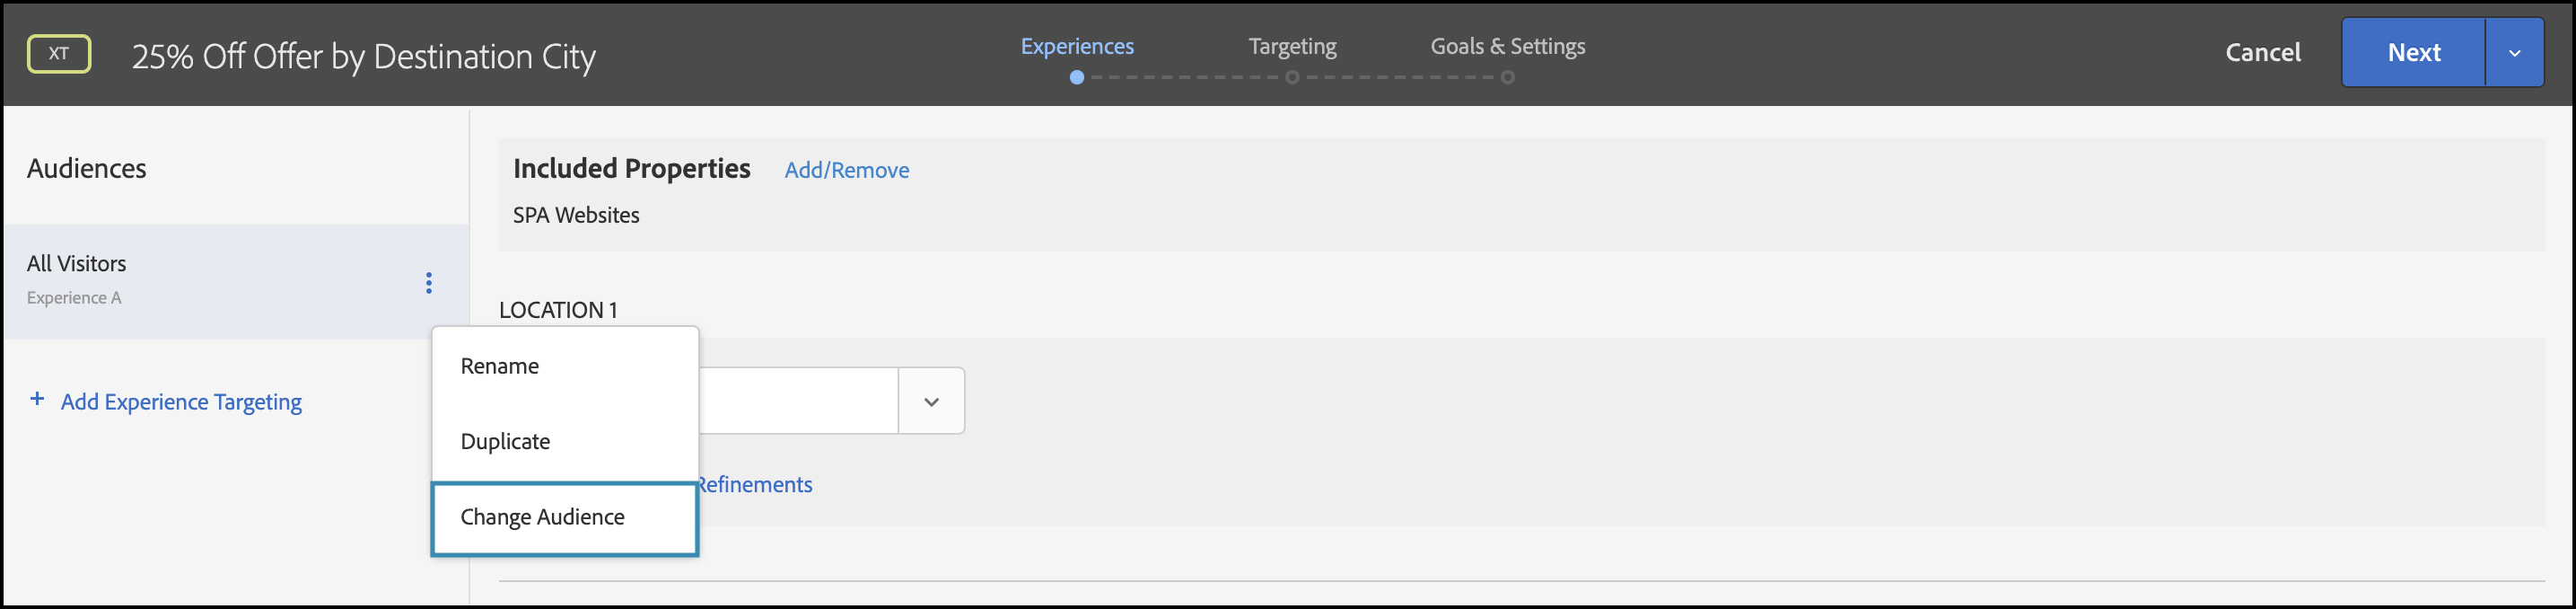 XT
25% Off Offer by Destination City
Experiences
Targeting
Goals & Settings
Cancel
Next
Audiences
All Visitors
Experience A
+ Add Experience Targeting
Included Properties
Add/Remove
SPA Websites
LOCATION 1
Rename
Duplicate
Refinements
Change Audience